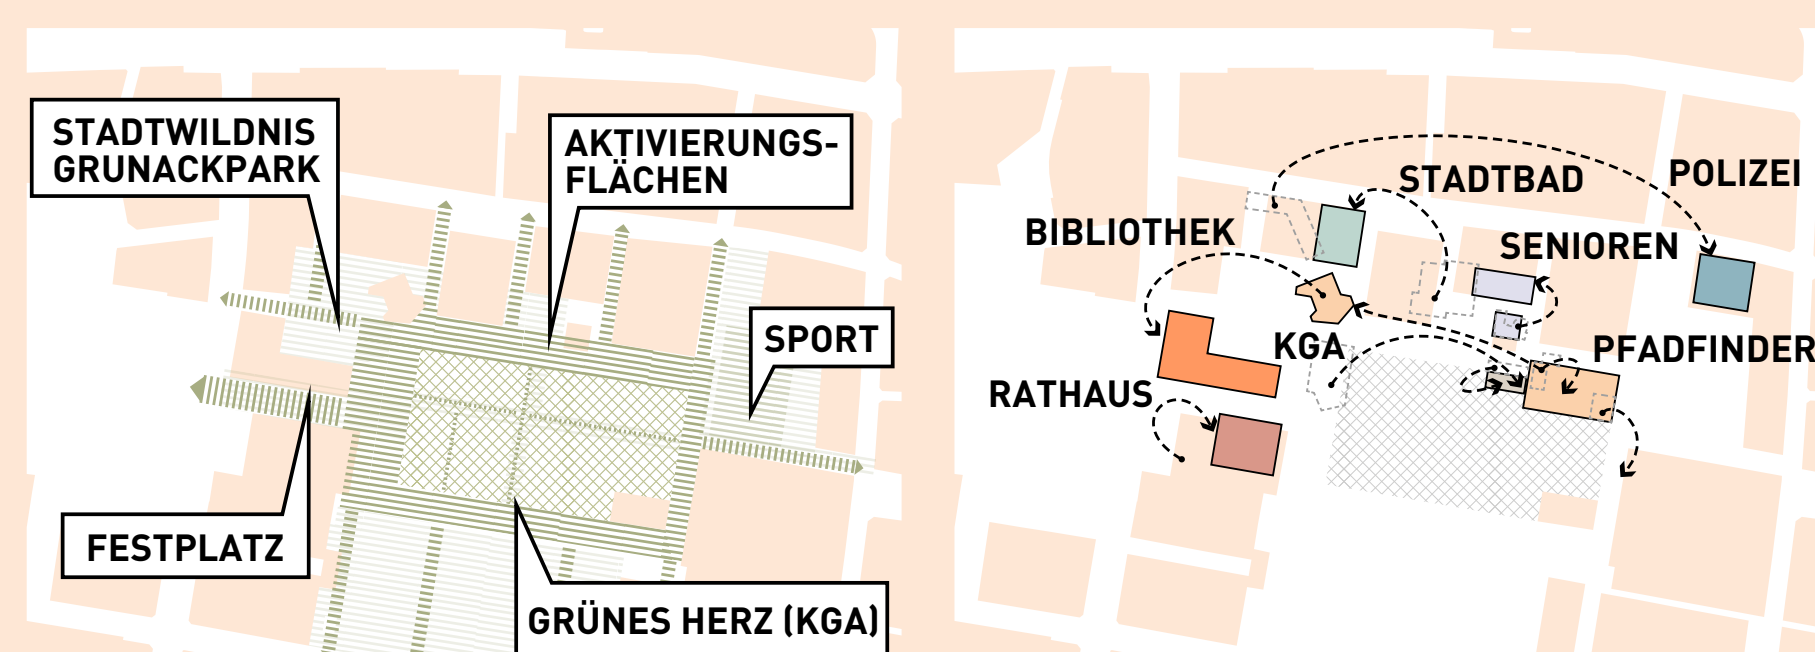 STADTWILDNIS
GRUNACKPARK
AKTIVIERUNGS-
FLÄCHEN
SPORT
FESTPLATZ
GRÜNES HERZ (KGA)
STADTBAD
POLIZEI
BIBLIOTHEK
SENIOREN
KGA
PFADFINDER
RATHAUS